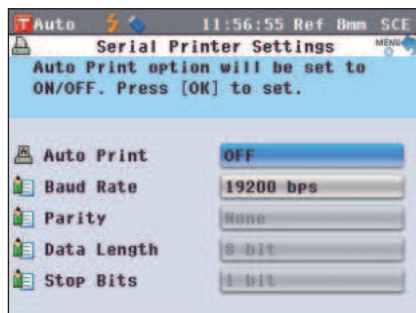 T Auto 11:56:55 Ref 8mm SCE
Serial Printer Settings MENU
Auto Print option will be set to
ON/OFF. Press [OK] to set.
Auto Print OFF
Baud Rate 19200 bps
Parity None
Data Length 8 bit
Stop Bits 1 bit